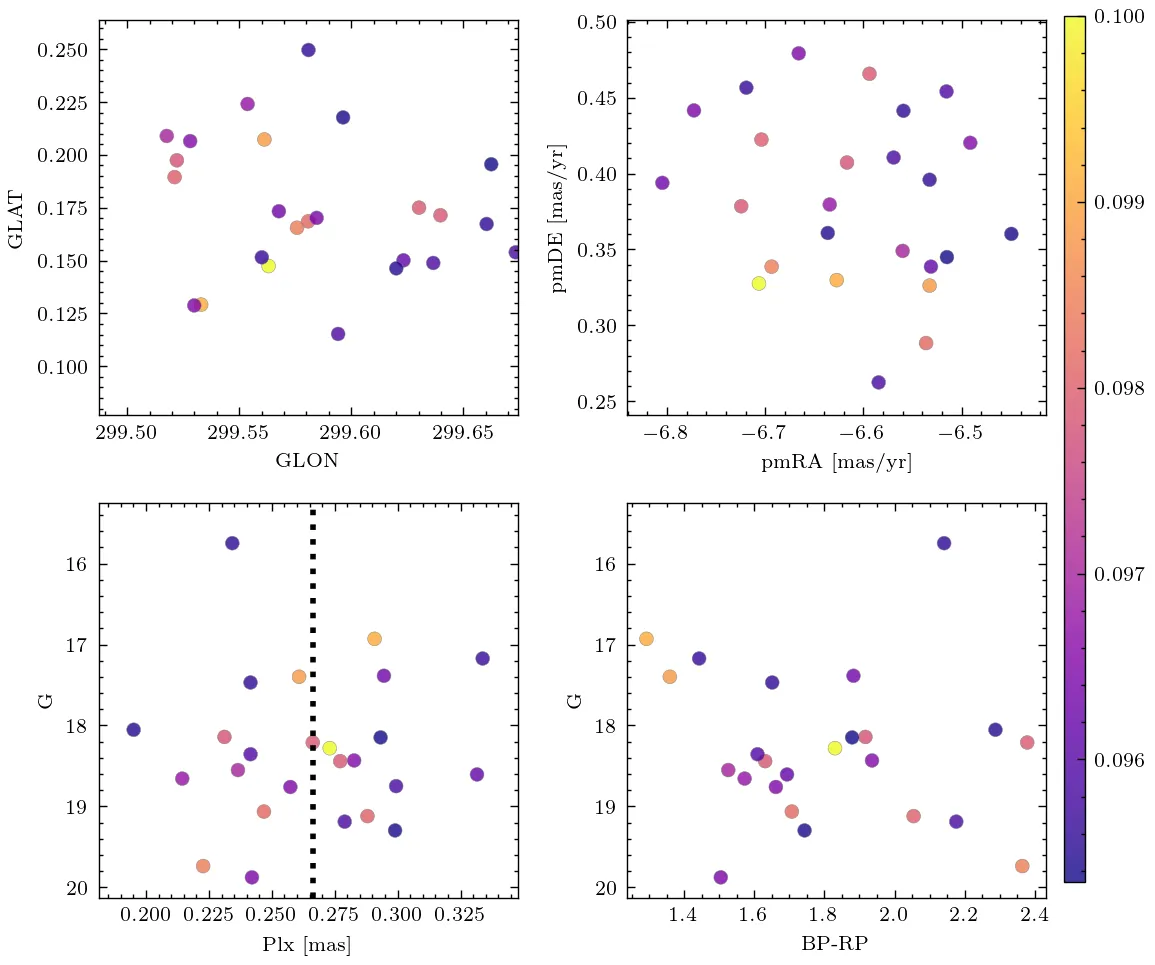 0.250
0.225
0.200
0.175
0.150
0.125
0.100
GLAT
299.50 299.55 299.60 299.65
GLON
0.50
0.45
0.40
0.35
0.30
0.25
pmDE [mas/yr]
−6.8 −6.7 −6.6 −6.5
pmRA [mas/yr]
16
17
18
19
20
G
0.200 0.225 0.250 0.275 0.300 0.325
Plx [mas]
16
17
18
19
20
G
1.4 1.6 1.8 2.0 2.2 2.4
BP-RP
0.100
0.099
0.098
0.097
0.096